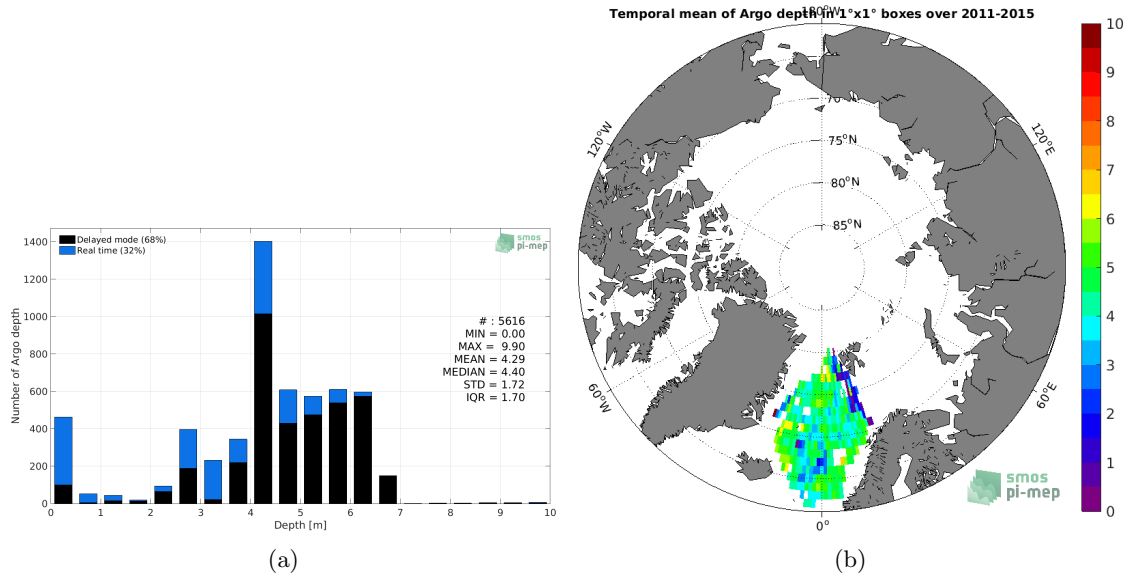 Delayed mode (68%)
Real time (32%)
smos
pi-mep
# : 5616
MIN = 0.00
MAX = 9.90
MEAN = 4.29
MEDIAN = 4.40
STD = 1.72
IQR = 1.70
Number of Argo depth
1400
1200
1000
800
600
400
200
0
0 1 2 3 4 5 6 7 8 9 10
Depth [m]
(a)
Temporal mean of Argo depth in 1°x1° boxes over 2011-2015
180°W
120°W
120°E
70°N
75°N
80°N
85°N
60°W
60°E
0°
smos
pi-mep
10
9
8
7
6
5
4
3
2
1
0
(b)